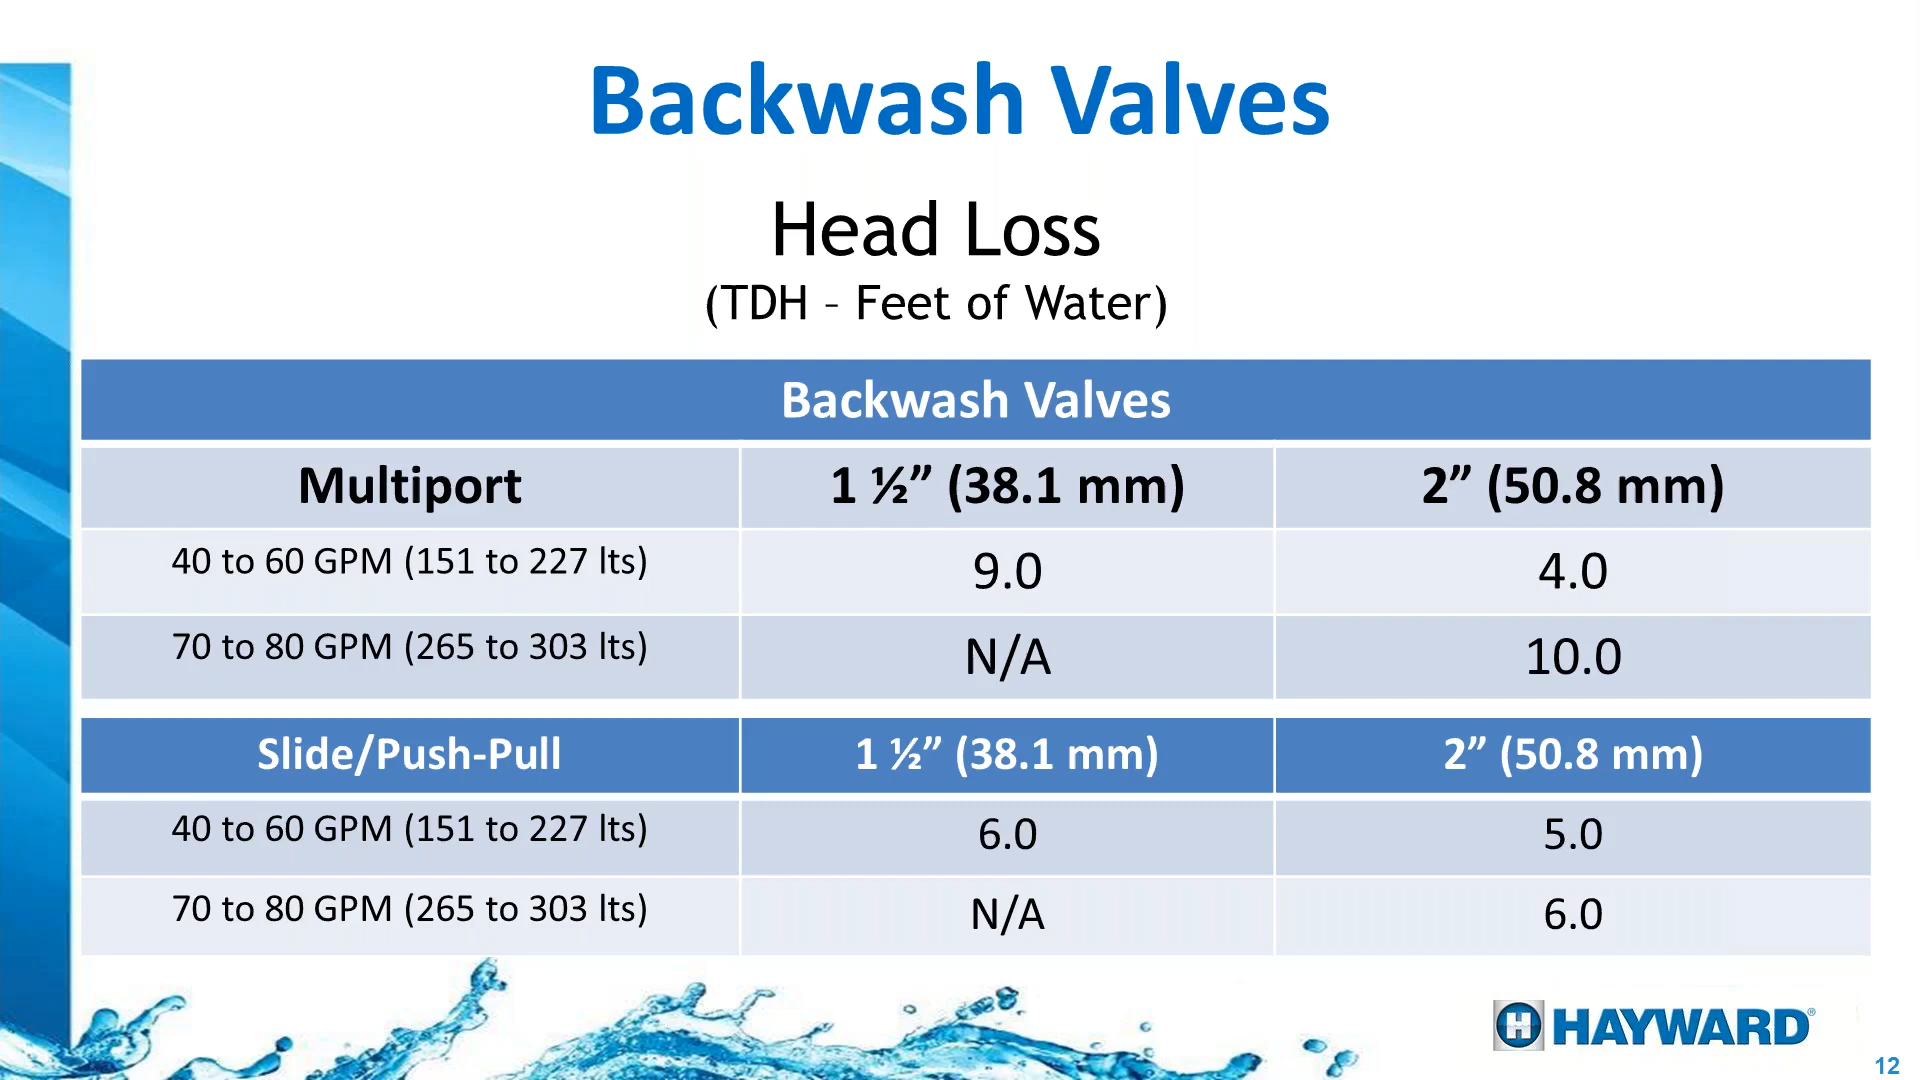 Backwash Valves
Head Loss
(TDH – Feet of Water)
Backwash Valves
Multiport 1 ½” (38.1 mm) 2” (50.8 mm)
40 to 60 GPM (151 to 227 lts) 9.0 4.0
70 to 80 GPM (265 to 303 lts) N/A 10.0
Slide/Push-Pull 1 ½” (38.1 mm) 2” (50.8 mm)
40 to 60 GPM (151 to 227 lts) 6.0 5.0
70 to 80 GPM (265 to 303 lts) N/A 6.0
H HAYWARD®
12